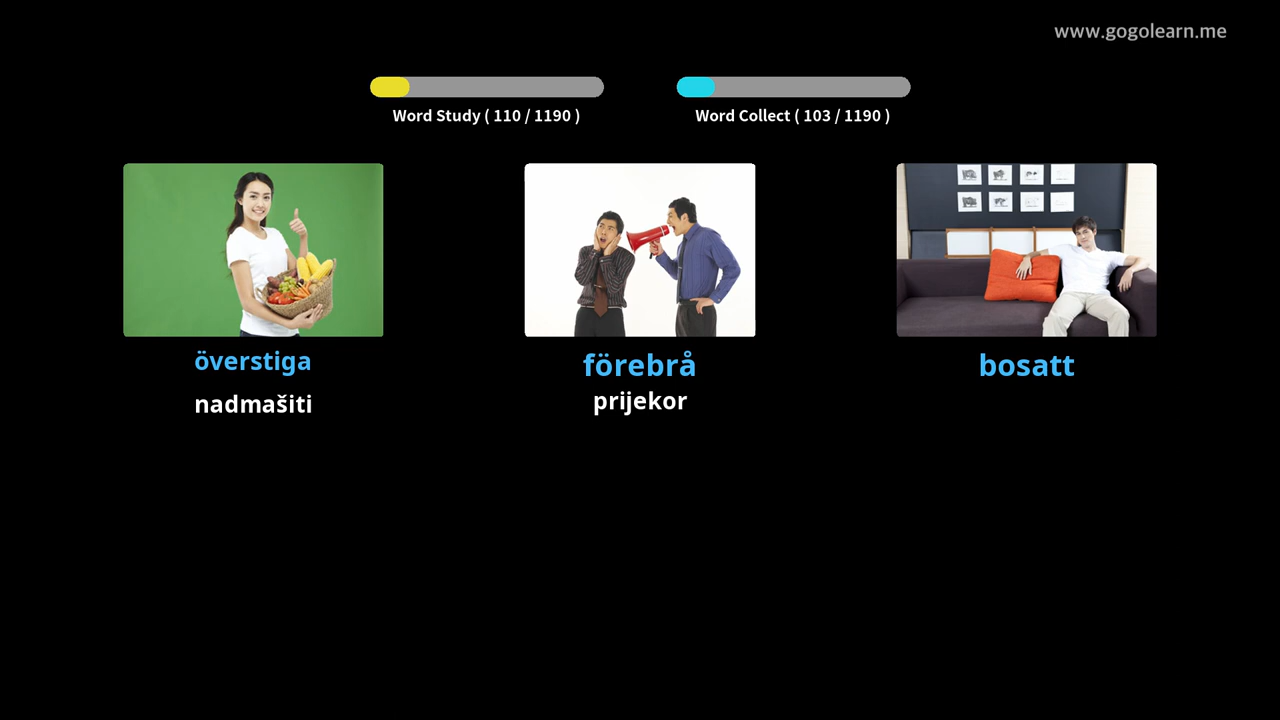 www.gogolearn.me
Word Study ( 110 / 1190 )
Word Collect ( 103 / 1190 )
överstiga
nadmašiti
förebrå
prijekor
bosatt